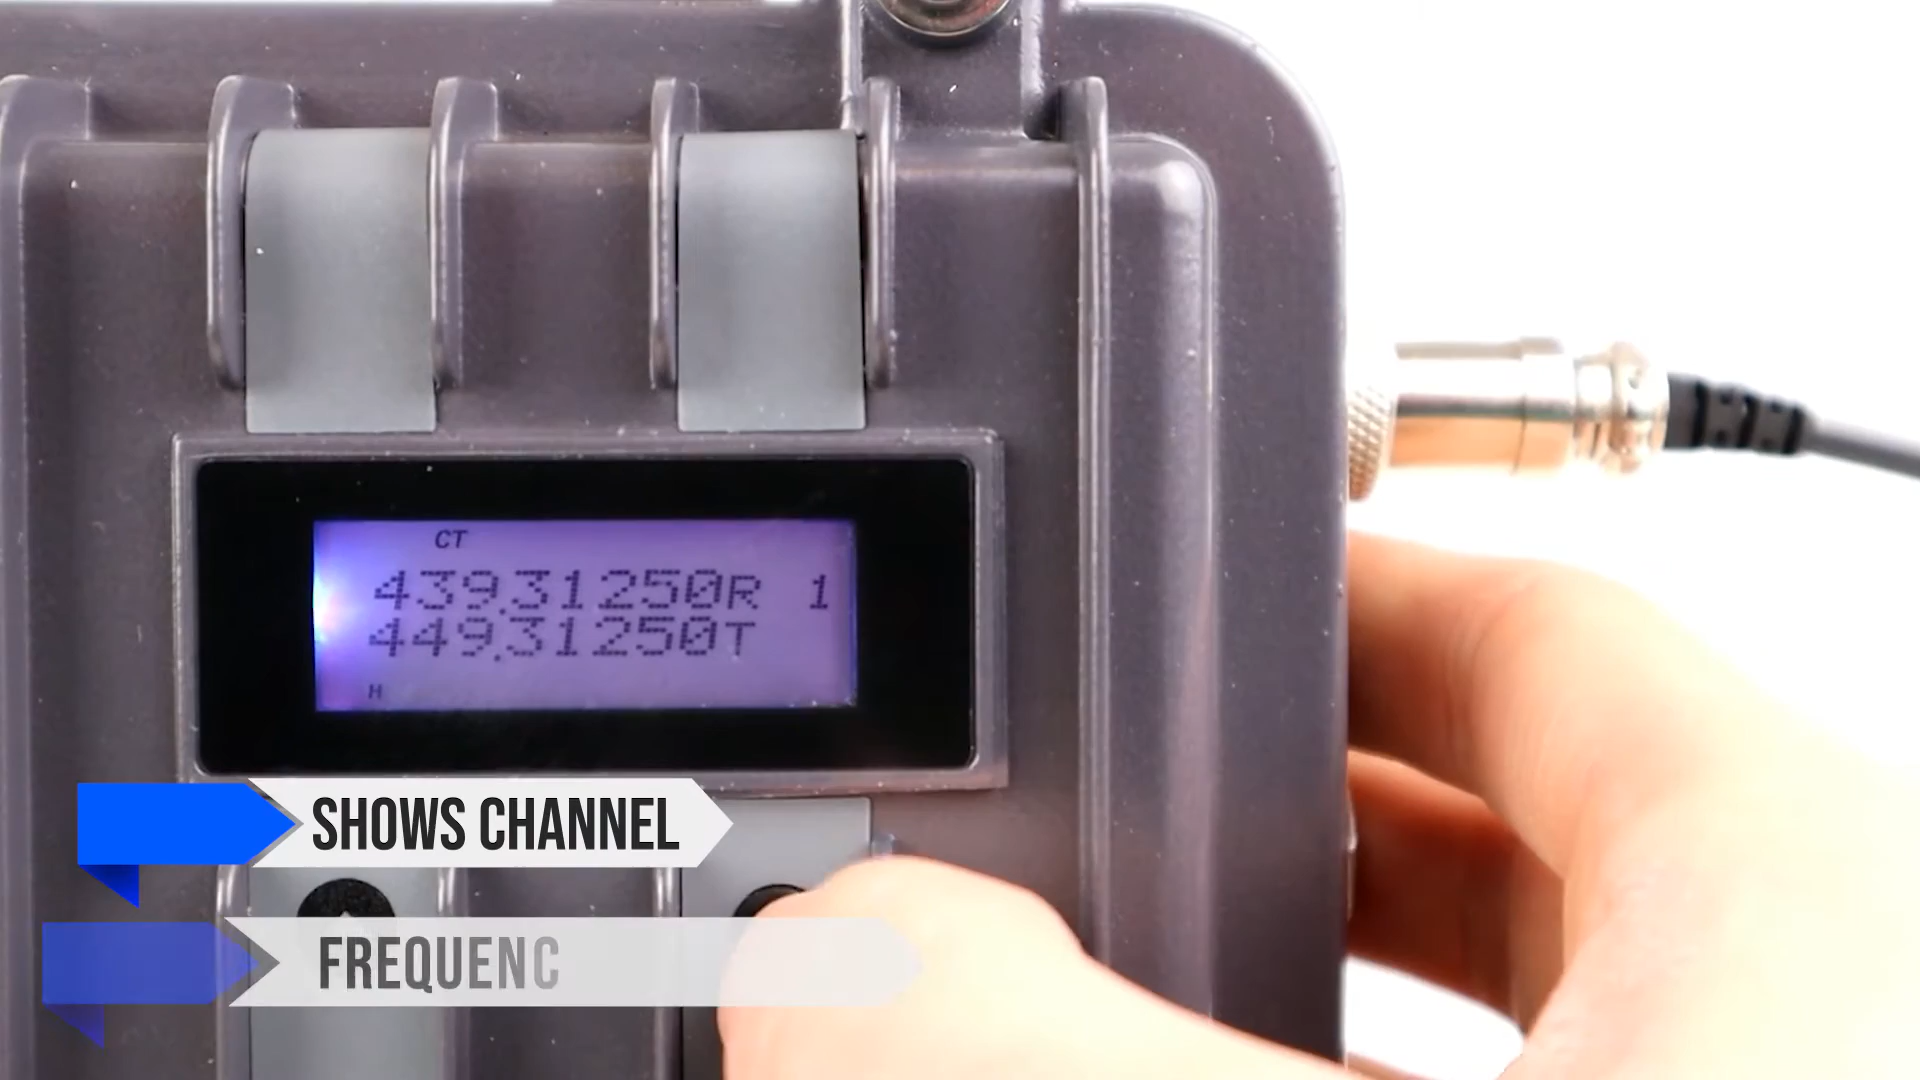 CT
439.31250R 1
449.31250T
H
SHOWS CHANNEL
FREQUENC